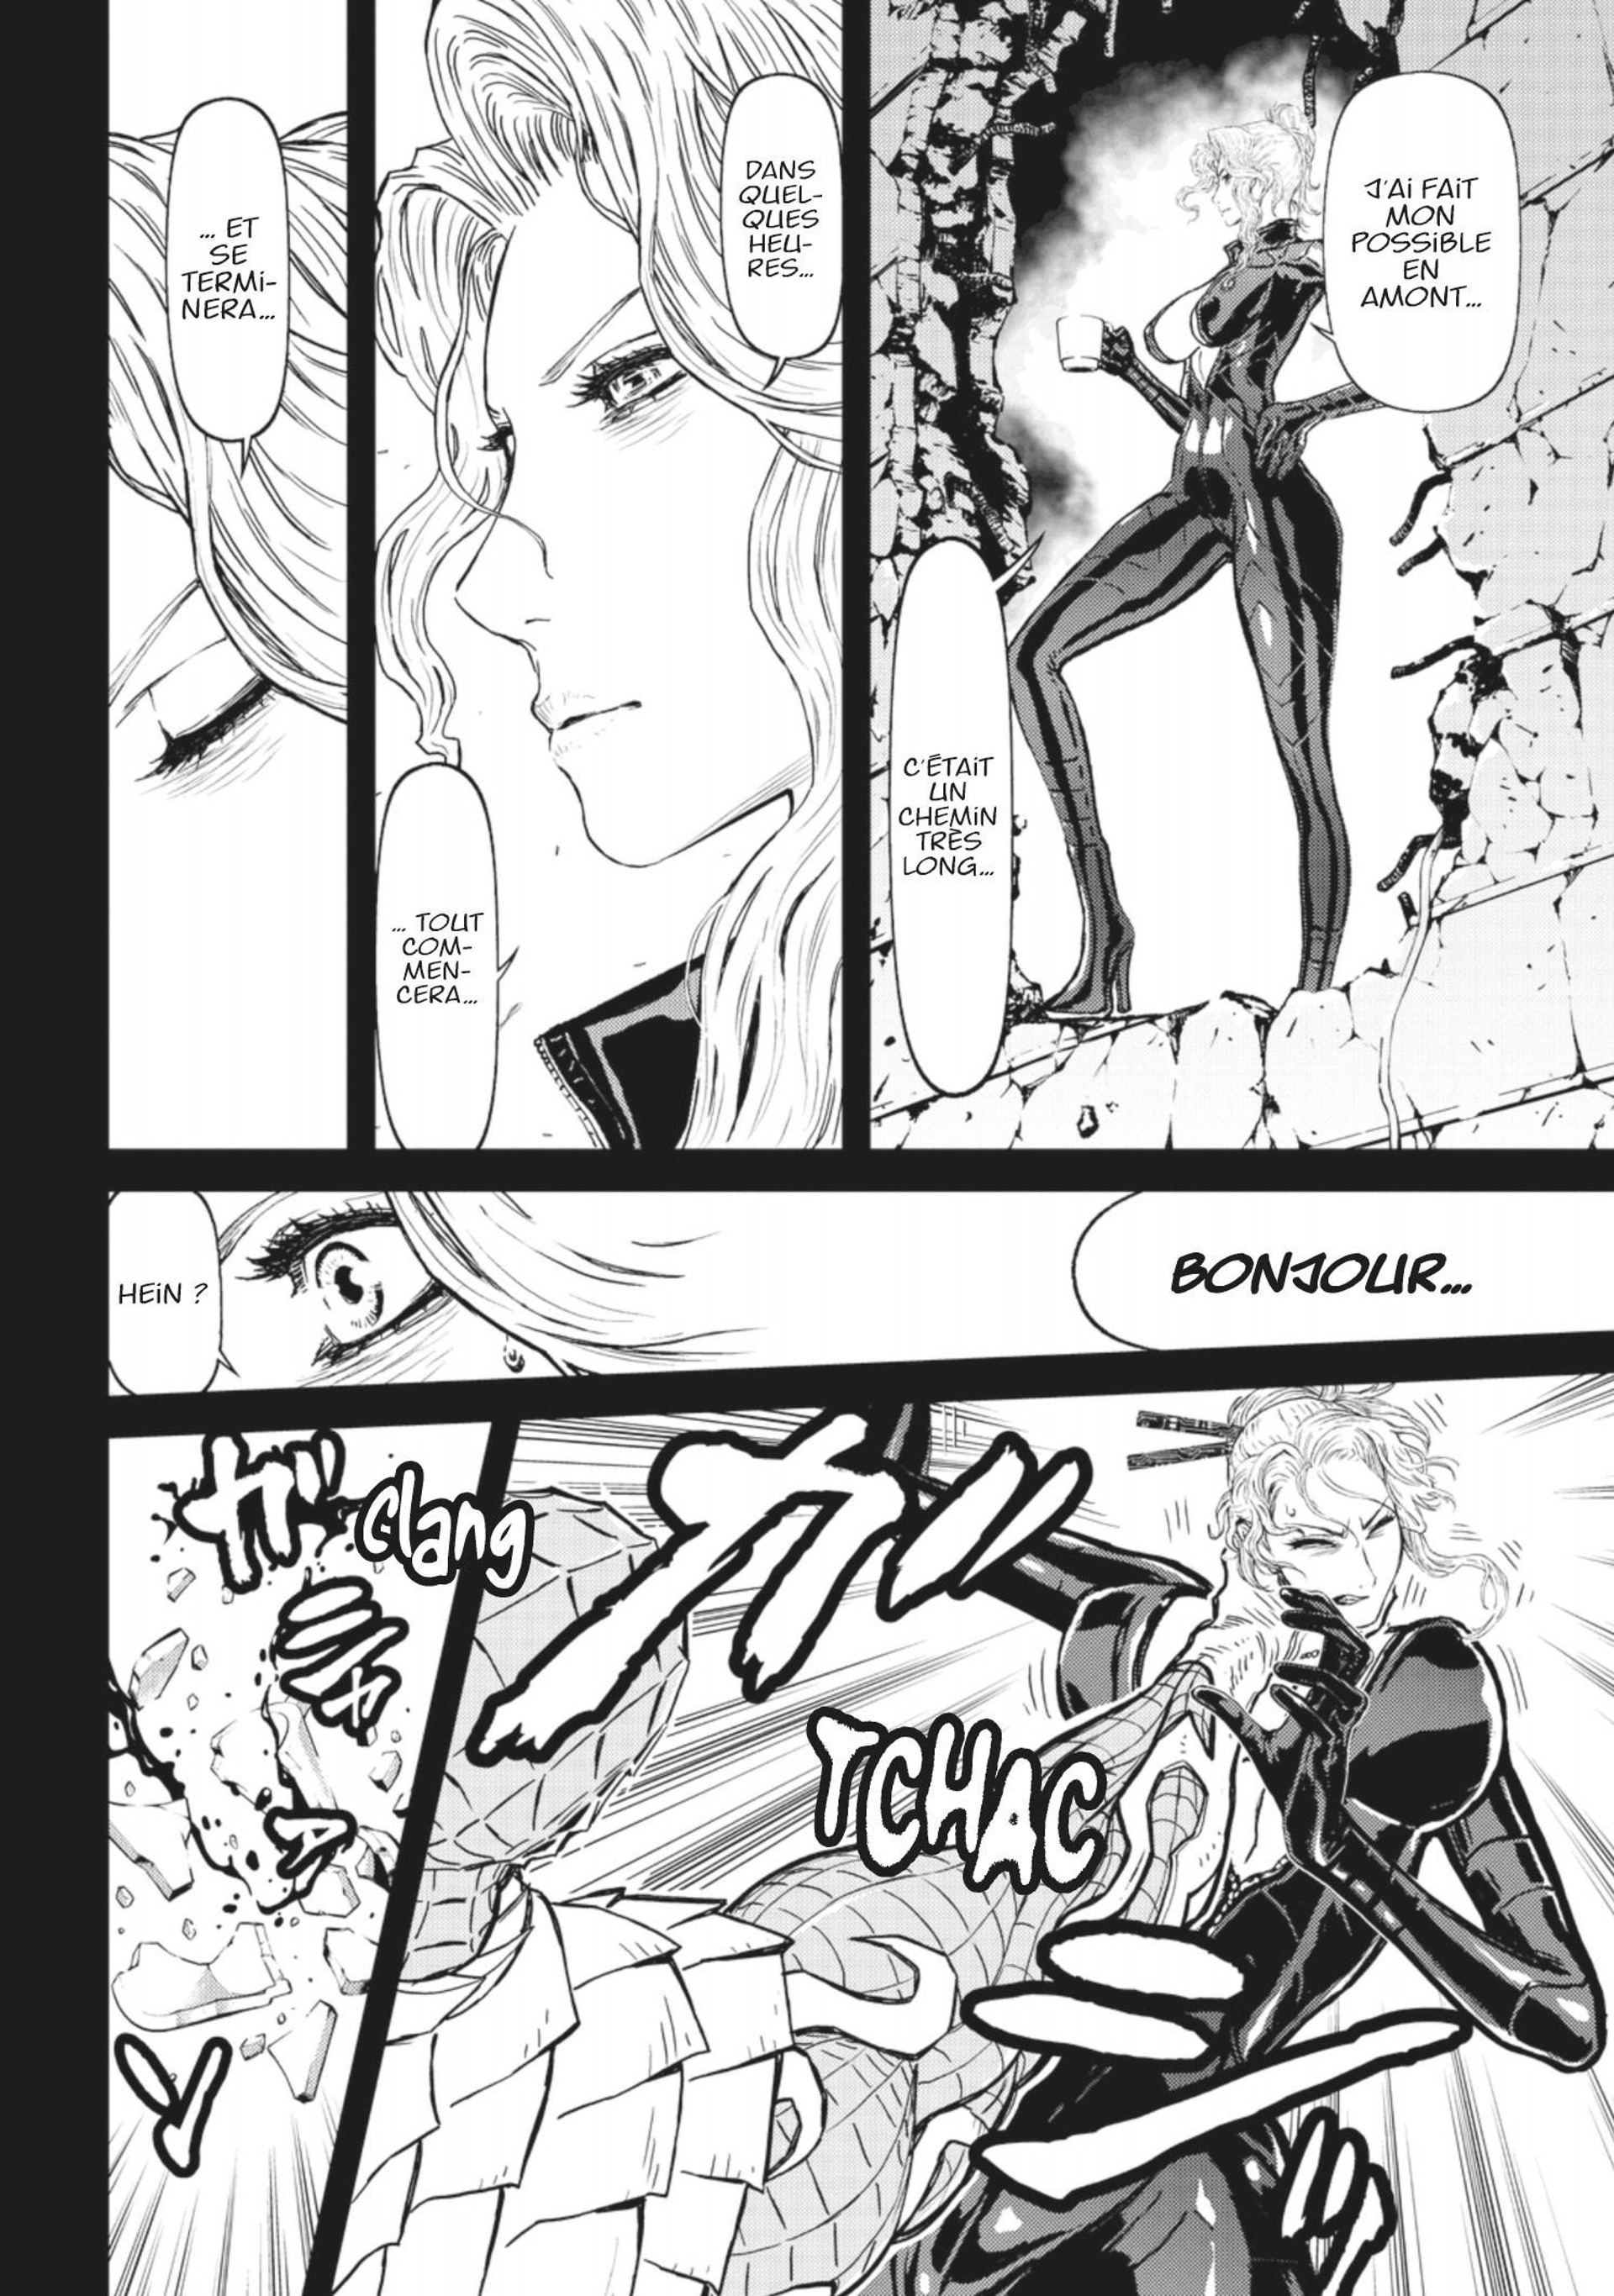 J'Ai FAiT
MON
POSSiBLE
EN
AMONT...
C'ÉTAiT
UN
CHEMiN
TRÈS
LONG...
DANS
QUEL-
QUES
HEU-
RES...
... TOUT
COM-
MEN-
CERA...
... ET
SE
TERMi-
NERA...
BONJOUR...
HEiN ?
TCHAC
Clang